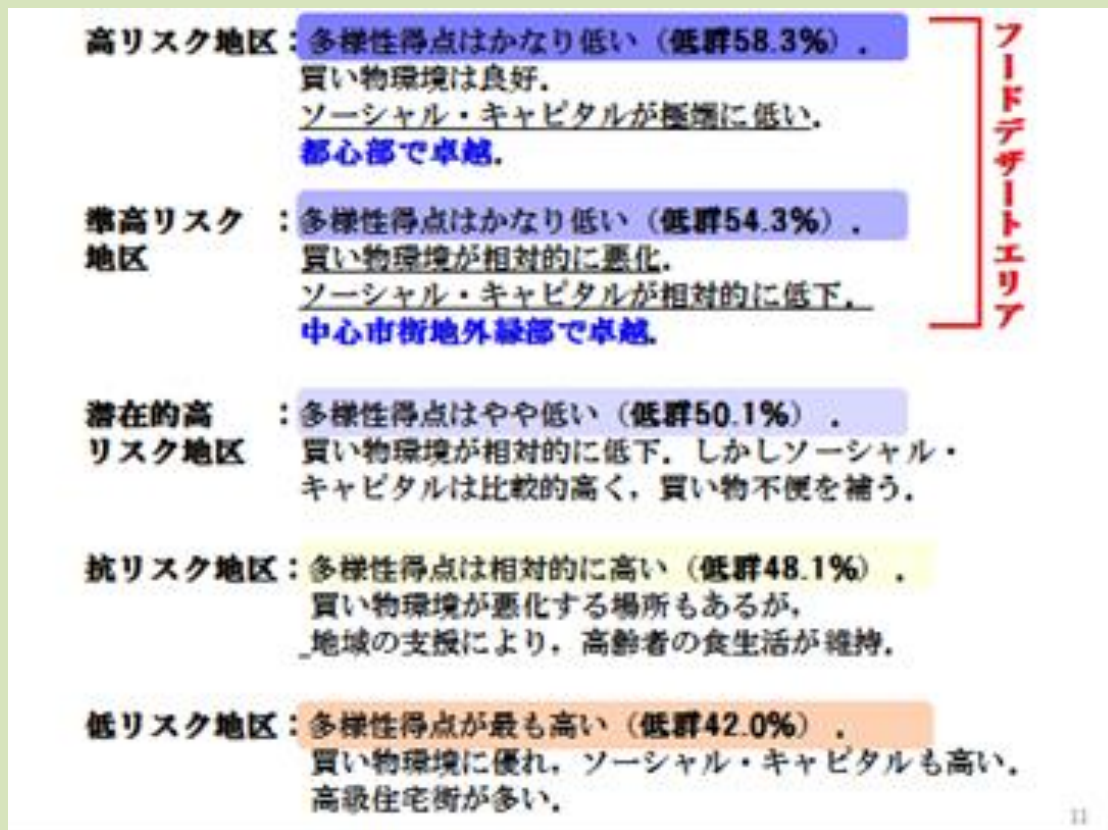 高リスク地区：多様性得点はかなり低い（低群58.3%）．
買い物環境は良好．
ソーシャル・キャピタルが極端に低い．
都心部で卓越．
準高リスク地区：多様性得点はかなり低い（低群54.3%）．
買い物環境が相対的に悪化．
ソーシャル・キャピタルが相対的に低下．
中心市街地外縁部で卓越．
フードデザートエリア
潜在的高リスク地区：多様性得点はやや低い（低群50.1%）．
買い物環境が相対的に低下．しかしソーシャル・
キャピタルは比較的高く，買い物不便を補う．
抗リスク地区：多様性得点は相対的に高い（低群48.1%）．
買い物環境が悪化する場所もあるが，
地域の支援により，高齢者の食生活が維持．
低リスク地区：多様性得点が最も高い（低群42.0%）．
買い物環境に優れ，ソーシャル・キャピタルも高い．
高級住宅街が多い．
11